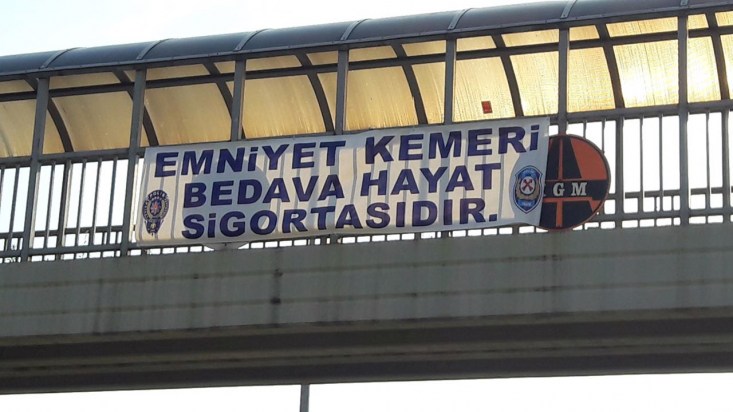 EMNiYET KEMERi
BEDAVA HAYAT
SiGORTASIDIR.
GM